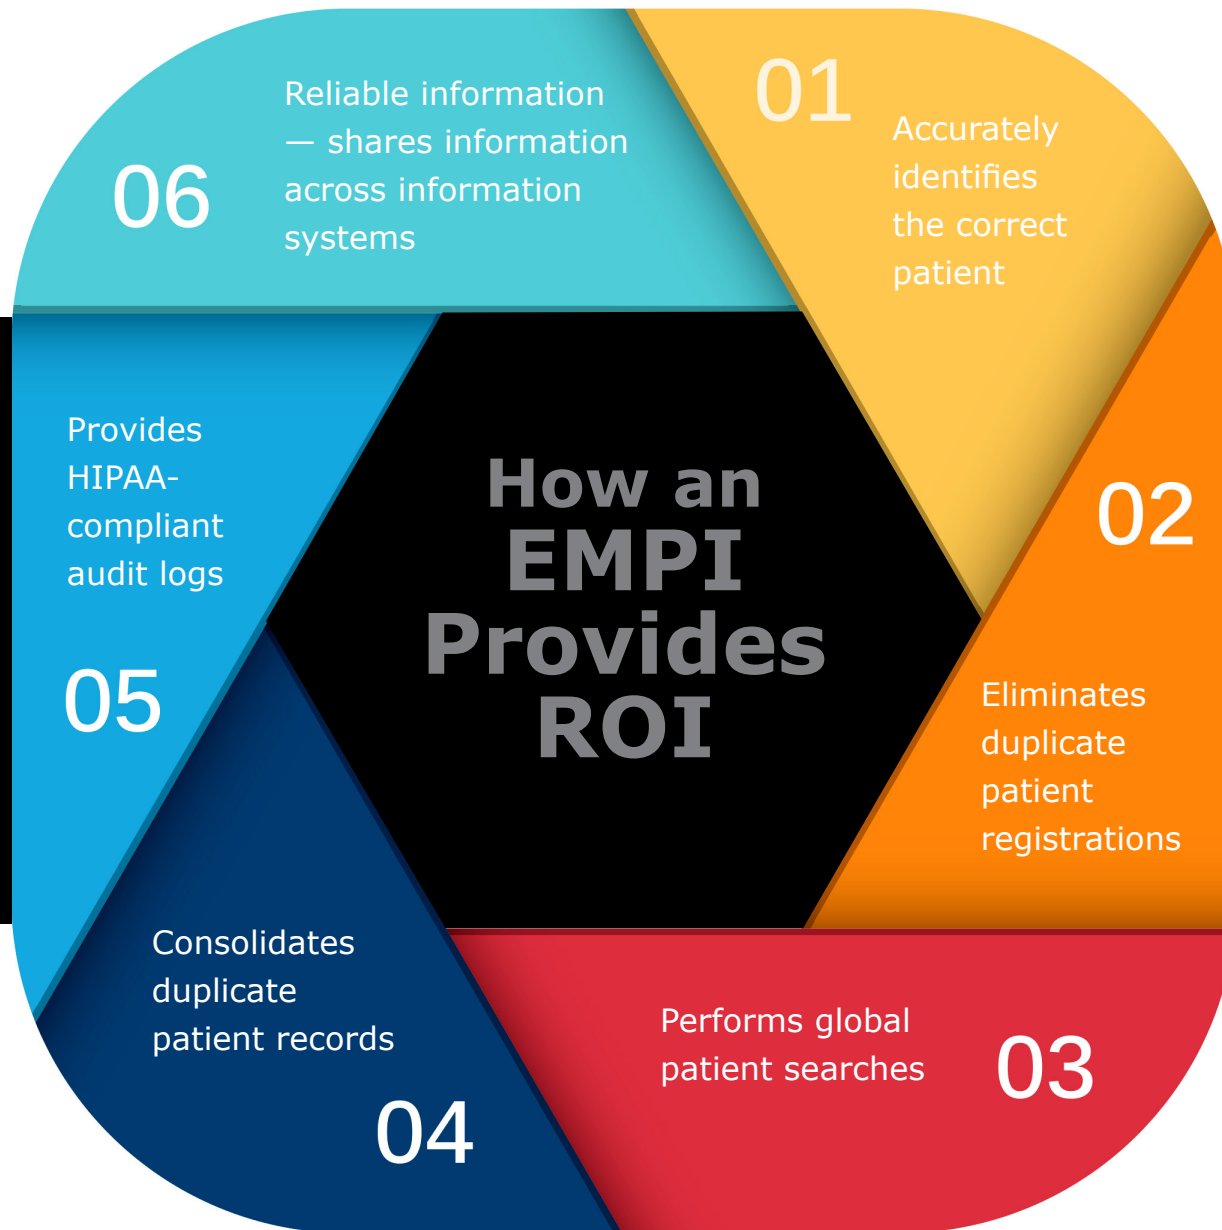 How an
EMPI
Provides
ROI
01
Accurately
identifies
the correct
patient
02
Eliminates
duplicate
patient
registrations
03
Performs global
patient searches
04
Consolidates
duplicate
patient records
05
Provides
HIPAA-
compliant
audit logs
06
Reliable information
— shares information
across information
systems